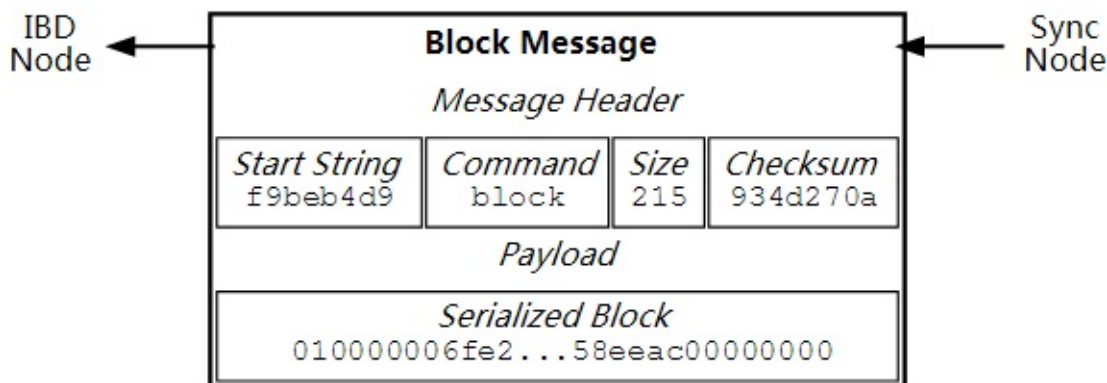 IBD
Node
Block Message
Sync
Node
Message Header
Start String
f9beb4d9
Command
block
Size
215
Checksum
934d270a
Payload
Serialized Block
010000006fe2...58eeac00000000